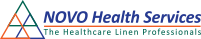 NOVO Health Services
The Healthcare Linen Professionals